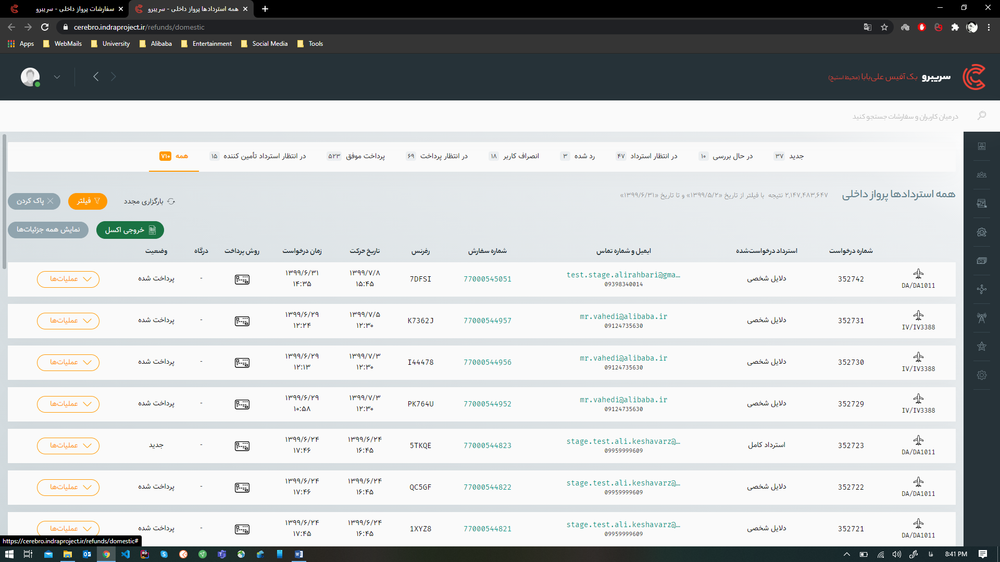 سفارشات پرواز داخلی - سریبرو
همه استردادها پرواز داخلی - سریبرو
cerebro.indraproject.ir/refunds/domestic
Apps WebMails University Alibaba Entertainment Social Media Tools
سریبرو بک آفیس علی‌بابا (محیط استیج)
در میان کاربران و سفارشات جستجو کنید
جدید ۳۷ در حال بررسی ۱۰ در انتظار استرداد ۴۷ رد شده ۳ انصراف کاربر ۱۸ در انتظار پرداخت ۶۹ پرداخت موفق ۵۲۳ در انتظار استرداد تأمین کننده ۱۵ همه ۷۱۰
همه استردادها پرواز داخلی ۲,۱۴۷,۴۸۳,۶۴۷ نتیجه با فیلتر از تاریخ «۱۳۹۹/۵/۲» و تا تاریخ «۱۳۹۹/۶/۳۱»
بارگزاری مجدد فیلتر پاک کردن
خروجی اکسل نمایش همه جزئیات‌ها
شماره درخواست استرداد درخواست‌شده ایمیل و شماره تماس شماره سفارش رفرنس تاریخ حرکت زمان درخواست روش پرداخت درگاه وضعیت
DA/DA1011 352742 دلایل شخصی test.stage.alirahbari@gma… 09398340014 77000545051 7DFSI ۱۳۹۹/۷/۸ ۱۵:۴۵ ۱۳۹۹/۶/۳۱ ۱۴:۳۵ - پرداخت شده عملیات‌ها
IV/IV3388 352731 دلایل شخصی mr.vahedi@alibaba.ir 09124735630 77000544957 K7362J ۱۳۹۹/۷/۵ ۱۲:۳۰ ۱۳۹۹/۶/۲۹ ۱۲:۲۴ - پرداخت شده عملیات‌ها
IV/IV3388 352730 دلایل شخصی mr.vahedi@alibaba.ir 09124735630 77000544956 I44478 ۱۳۹۹/۷/۳ ۱۲:۳۰ ۱۳۹۹/۶/۲۹ ۱۲:۱۳ - پرداخت شده عملیات‌ها
IV/IV3388 352729 دلایل شخصی mr.vahedi@alibaba.ir 09124735630 77000544952 PK764U ۱۳۹۹/۷/۳ ۱۲:۳۰ ۱۳۹۹/۶/۲۹ ۱۰:۵۸ - پرداخت شده عملیات‌ها
DA/DA1011 352723 استرداد کامل stage.test.ali.keshavarz@… 09959999609 77000544823 5TKQE ۱۳۹۹/۶/۲۴ ۱۶:۴۵ ۱۳۹۹/۶/۲۴ ۱۷:۴۶ - جدید عملیات‌ها
DA/DA1011 352722 دلایل شخصی stage.test.ali.keshavarz@… 09959999609 77000544822 QC5GF ۱۳۹۹/۶/۲۴ ۱۶:۴۵ ۱۳۹۹/۶/۲۴ ۱۷:۴۶ - پرداخت شده عملیات‌ها
DA/DA1011 352721 دلایل شخصی stage.test.ali.keshavarz@… 09959999609 77000544821 1XYZ8 ۱۳۹۹/۶/۲۴ ۱۶:۴۵ ۱۳۹۹/۶/۲۴ ۱۷:۴۵ - پرداخت شده عملیات‌ها
CMS
https://cerebro.indraproject.ir/refunds/domestic#
فا 8:41 PM